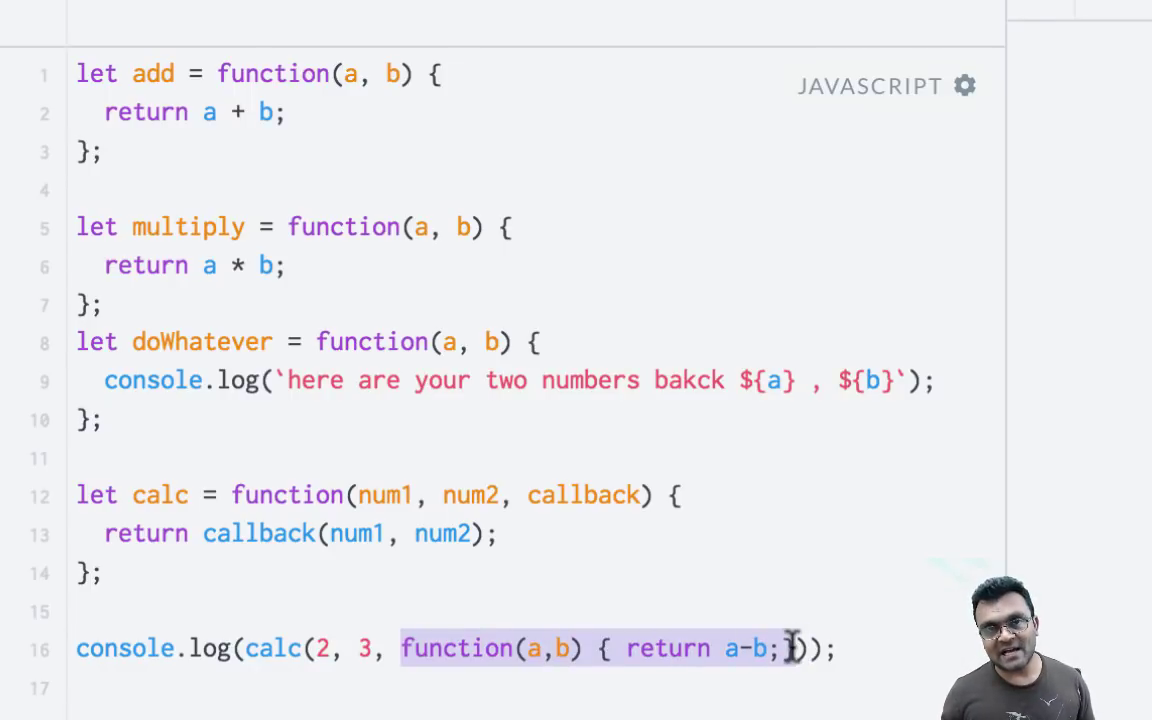 JAVASCRIPT
1 let add = function(a, b) {
2 return a + b;
3 };
4
5 let multiply = function(a, b) {
6 return a * b;
7 };
8 let doWhatever = function(a, b) {
9 console.log(`here are your two numbers bakck ${a} , ${b}`);
10 };
11
12 let calc = function(num1, num2, callback) {
13 return callback(num1, num2);
14 };
15
16 console.log(calc(2, 3, function(a,b) { return a-b;}));
17